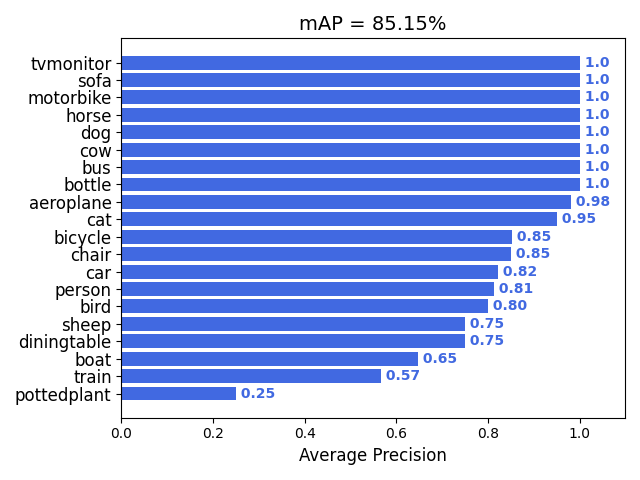 mAP = 85.15%
tvmonitor 1.0
sofa 1.0
motorbike 1.0
horse 1.0
dog 1.0
cow 1.0
bus 1.0
bottle 1.0
aeroplane 0.98
cat 0.95
bicycle 0.85
chair 0.85
car 0.82
person 0.81
bird 0.80
sheep 0.75
diningtable 0.75
boat 0.65
train 0.57
pottedplant 0.25
0.0 0.2 0.4 0.6 0.8 1.0
Average Precision